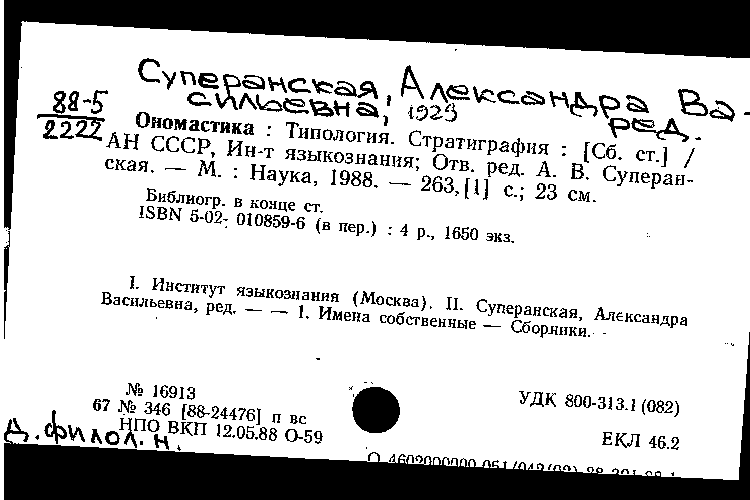 Суперанская, Александра Ва-
сильевна, 1929
ред.
88-5
2222
Ономастика : Типология. Стратиграфия : [Сб. ст.] /
АН СССР, Ин-т языкознания; Отв. ред. А. В. Суперан-
ская. — М. : Наука, 1988. — 263,[1] с.; 23 см.
Библиогр. в конце ст.
ISBN 5-02- 010859-6 (в пер.) : 4 р., 1650 экз.
I. Институт языкознания (Москва). II. Суперанская, Александра
Васильевна, ред. — — 1. Имена собственные — Сборники.
№ 16913
67 № 346 [88-24476] п вс
НПО ВКП 12.05.88 О-59
Д. филол. н.
УДК 800-313.1 (082)
ЕКЛ 46.2
О 4602000000